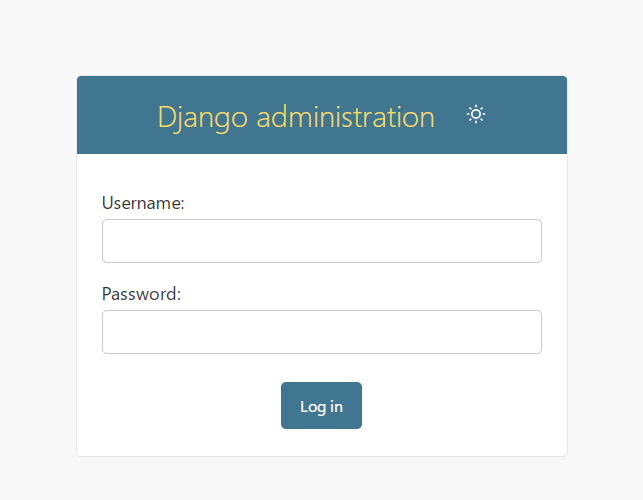 Django administration
Username:
Password:
Log in